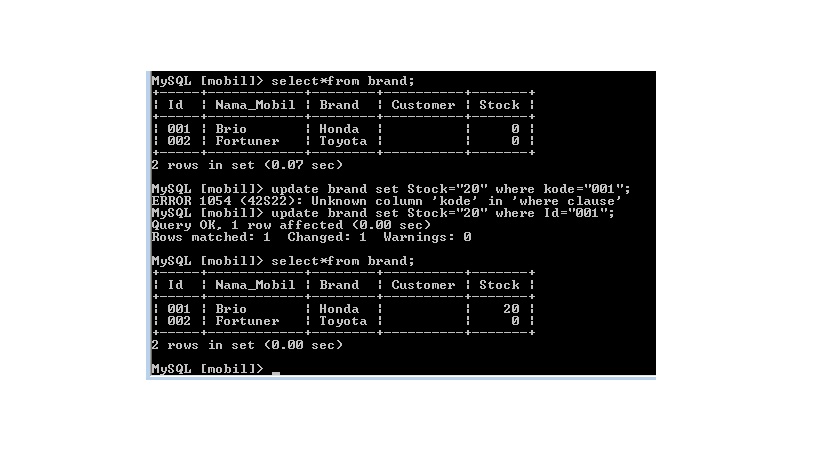 MySQL [mobil]> select*from brand;
+-----+------------+--------+----------+-------+
| Id  | Nama_Mobil | Brand  | Customer | Stock |
+-----+------------+--------+----------+-------+
| 001 | Brio       | Honda  |          |     0 |
| 002 | Fortuner   | Toyota |          |     0 |
+-----+------------+--------+----------+-------+
2 rows in set (0.07 sec)
MySQL [mobil]> update brand set Stock="20" where kode="001";
ERROR 1054 (42S22): Unknown column 'kode' in 'where clause'
MySQL [mobil]> update brand set Stock="20" where Id="001";
Query OK, 1 row affected (0.00 sec)
Rows matched: 1  Changed: 1  Warnings: 0
MySQL [mobil]> select*from brand;
+-----+------------+--------+----------+-------+
| Id  | Nama_Mobil | Brand  | Customer | Stock |
+-----+------------+--------+----------+-------+
| 001 | Brio       | Honda  |          |    20 |
| 002 | Fortuner   | Toyota |          |     0 |
+-----+------------+--------+----------+-------+
2 rows in set (0.00 sec)
MySQL [mobil]> _